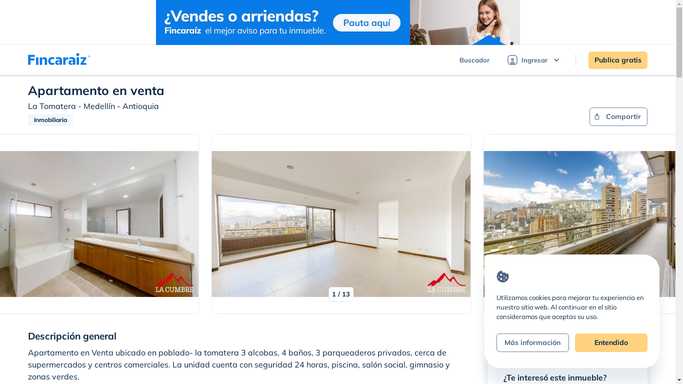 ¿Vendes o arriendas?
Fincaraíz el mejor aviso para tu inmueble.
Pauta aquí
Fincaraíz
Buscador
Ingresar
Publica gratis
Apartamento en venta
La Tomatera - Medellín - Antioquia
Inmobiliaria
Compartir
LA CUMBRE
LA CUMBRE
1 / 13
Utilizamos cookies para mejorar tu experiencia en
nuestro sitio web. Al continuar en el sitio
consideramos que aceptas su uso.
Más información
Entendido
Descripción general
Apartamento en Venta ubicado en poblado- la tomatera 3 alcobas, 4 baños, 3 parqueaderos privados, cerca de
supermercados y centros comerciales. La unidad cuenta con seguridad 24 horas, piscina, salón social, gimnasio y
zonas verdes.
¿Te interesó este inmueble?